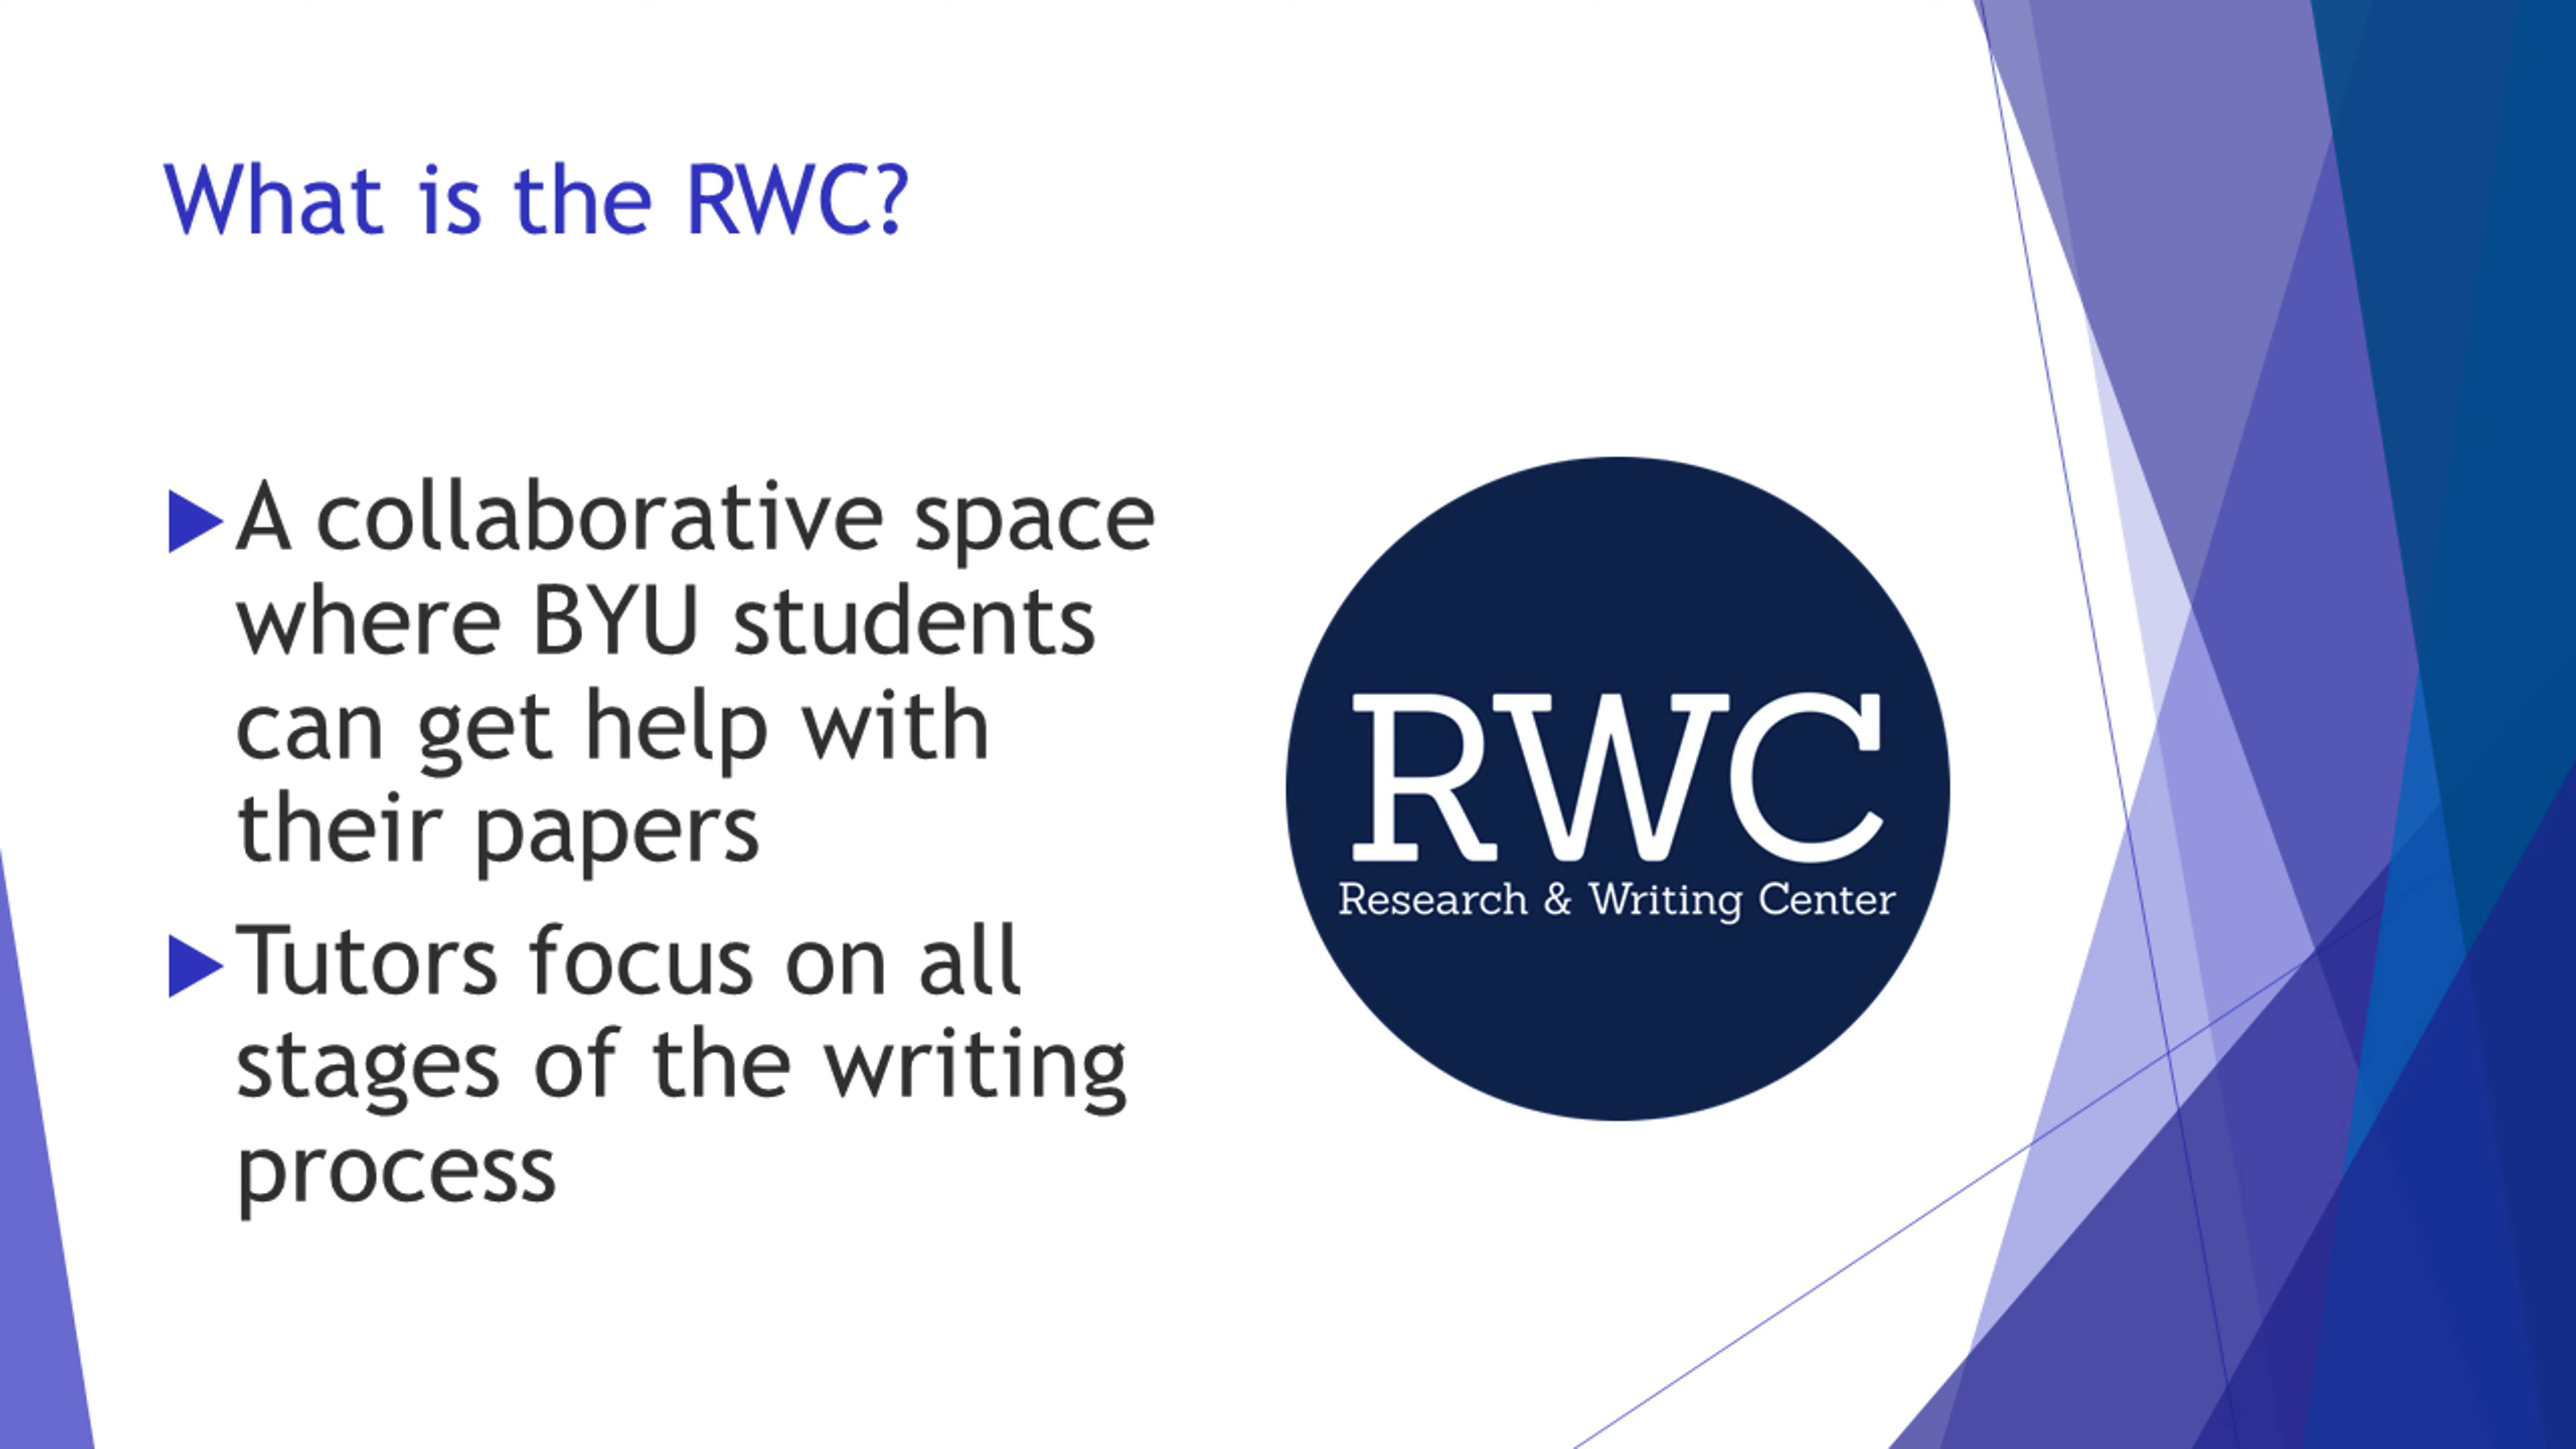 What is the RWC?
A collaborative space
where BYU students
can get help with
their papers
Tutors focus on all
stages of the writing
process
RWC
Research & Writing Center